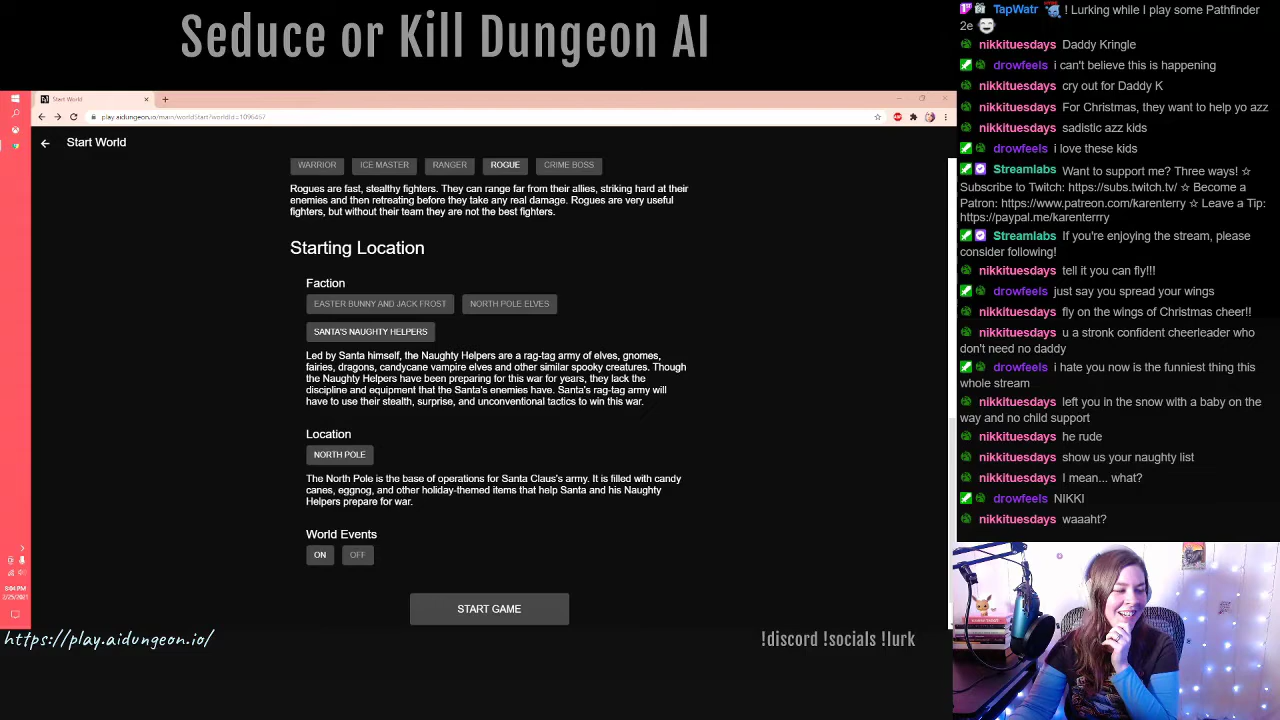 Seduce or Kill Dungeon AI
Start World
play.aidungeon.io/main/worldStart?worldId=1096457
Start World
WARRIOR
ICE MASTER
RANGER
ROGUE
CRIME BOSS
Rogues are fast, stealthy fighters. They can range far from their allies, striking hard at their
enemies and then retreating before they take any real damage. Rogues are very useful
fighters, but without their team they are not the best fighters.
Starting Location
Faction
EASTER BUNNY AND JACK FROST
NORTH POLE ELVES
SANTA'S NAUGHTY HELPERS
Led by Santa himself, the Naughty Helpers are a rag-tag army of elves, gnomes,
fairies, dragons, candycane vampire elves and other similar spooky creatures. Though
the Naughty Helpers have been preparing for this war for years, they lack the
discipline and equipment that the Santa's enemies have. Santa's rag-tag army will
have to use their stealth, surprise, and unconventional tactics to win this war.
Location
NORTH POLE
The North Pole is the base of operations for Santa Claus's army. It is filled with candy
canes, eggnog, and other holiday-themed items that help Santa and his Naughty
Helpers prepare for war.
World Events
ON
OFF
START GAME
8:04 PM
2/25/2021
https://play.aidungeon.io/
!discord !socials !lurk
TapWatr ! Lurking while I play some Pathfinder
2e
nikkituesdays Daddy Kringle
drowfeels i can't believe this is happening
nikkituesdays cry out for Daddy K
nikkituesdays For Christmas, they want to help yo azz
nikkituesdays sadistic azz kids
drowfeels i love these kids
Streamlabs Want to support me? Three ways! ☆
Subscribe to Twitch: https://subs.twitch.tv/ ☆ Become a
Patron: https://www.patreon.com/karenterry ☆ Leave a Tip:
https://paypal.me/karenterrry
Streamlabs If you're enjoying the stream, please
consider following!
nikkituesdays tell it you can fly!!!
drowfeels just say you spread your wings
nikkituesdays fly on the wings of Christmas cheer!!
nikkituesdays u a stronk confident cheerleader who
don't need no daddy
drowfeels i hate you now is the funniest thing this
whole stream
nikkituesdays left you in the snow with a baby on the
way and no child support
nikkituesdays he rude
nikkituesdays show us your naughty list
nikkituesdays I mean... what?
drowfeels NIKKI
nikkituesdays waaaht?